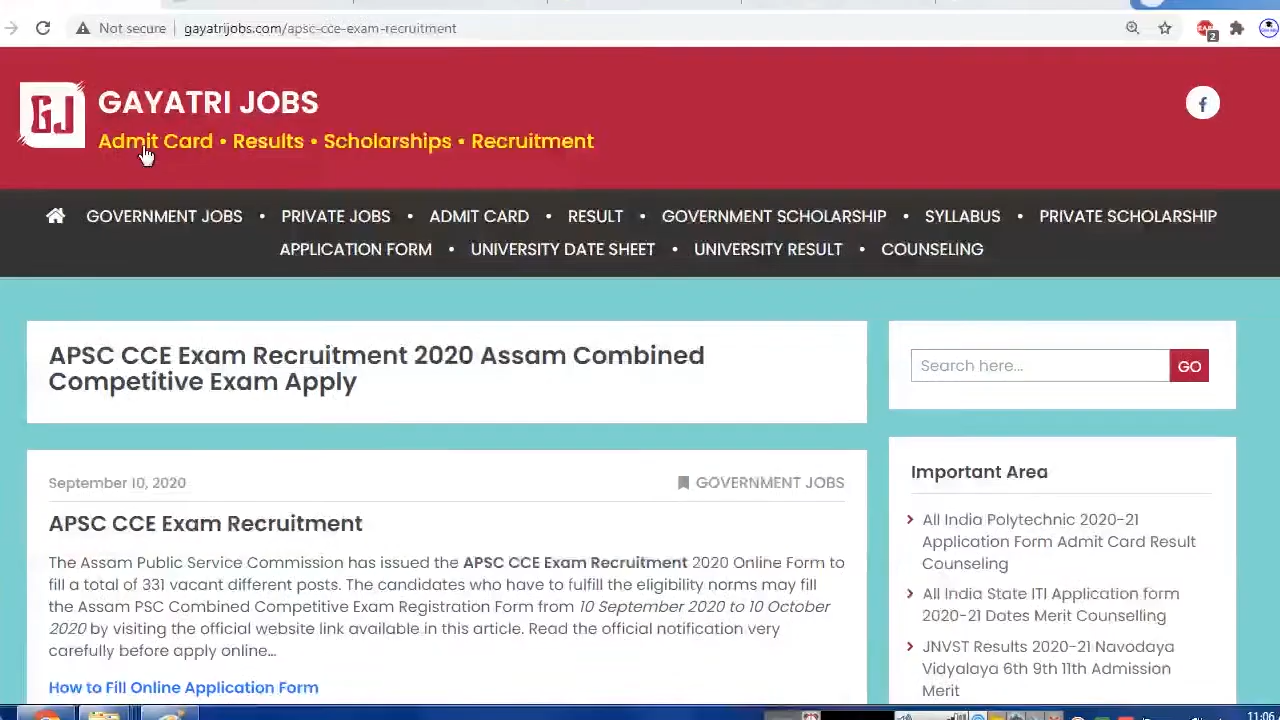 Not secure
gayatrijobs.com/apsc-cce-exam-recruitment
2
GJ
GAYATRI JOBS
Admit Card • Results • Scholarships • Recruitment
GOVERNMENT JOBS • PRIVATE JOBS • ADMIT CARD • RESULT • GOVERNMENT SCHOLARSHIP • SYLLABUS • PRIVATE SCHOLARSHIP
APPLICATION FORM • UNIVERSITY DATE SHEET • UNIVERSITY RESULT • COUNSELING
APSC CCE Exam Recruitment 2020 Assam Combined
Competitive Exam Apply
September 10, 2020
GOVERNMENT JOBS
APSC CCE Exam Recruitment
The Assam Public Service Commission has issued the APSC CCE Exam Recruitment 2020 Online Form to
fill a total of 331 vacant different posts. The candidates who have to fulfill the eligibility norms may fill
the Assam PSC Combined Competitive Exam Registration Form from 10 September 2020 to 10 October
2020 by visiting the official website link available in this article. Read the official notification very
carefully before apply online...
How to Fill Online Application Form
Search here...
GO
Important Area
All India Polytechnic 2020-21
Application Form Admit Card Result
Counseling
All India State ITI Application form
2020-21 Dates Merit Counselling
JNVST Results 2020-21 Navodaya
Vidyalaya 6th 9th 11th Admission
Merit
11:06